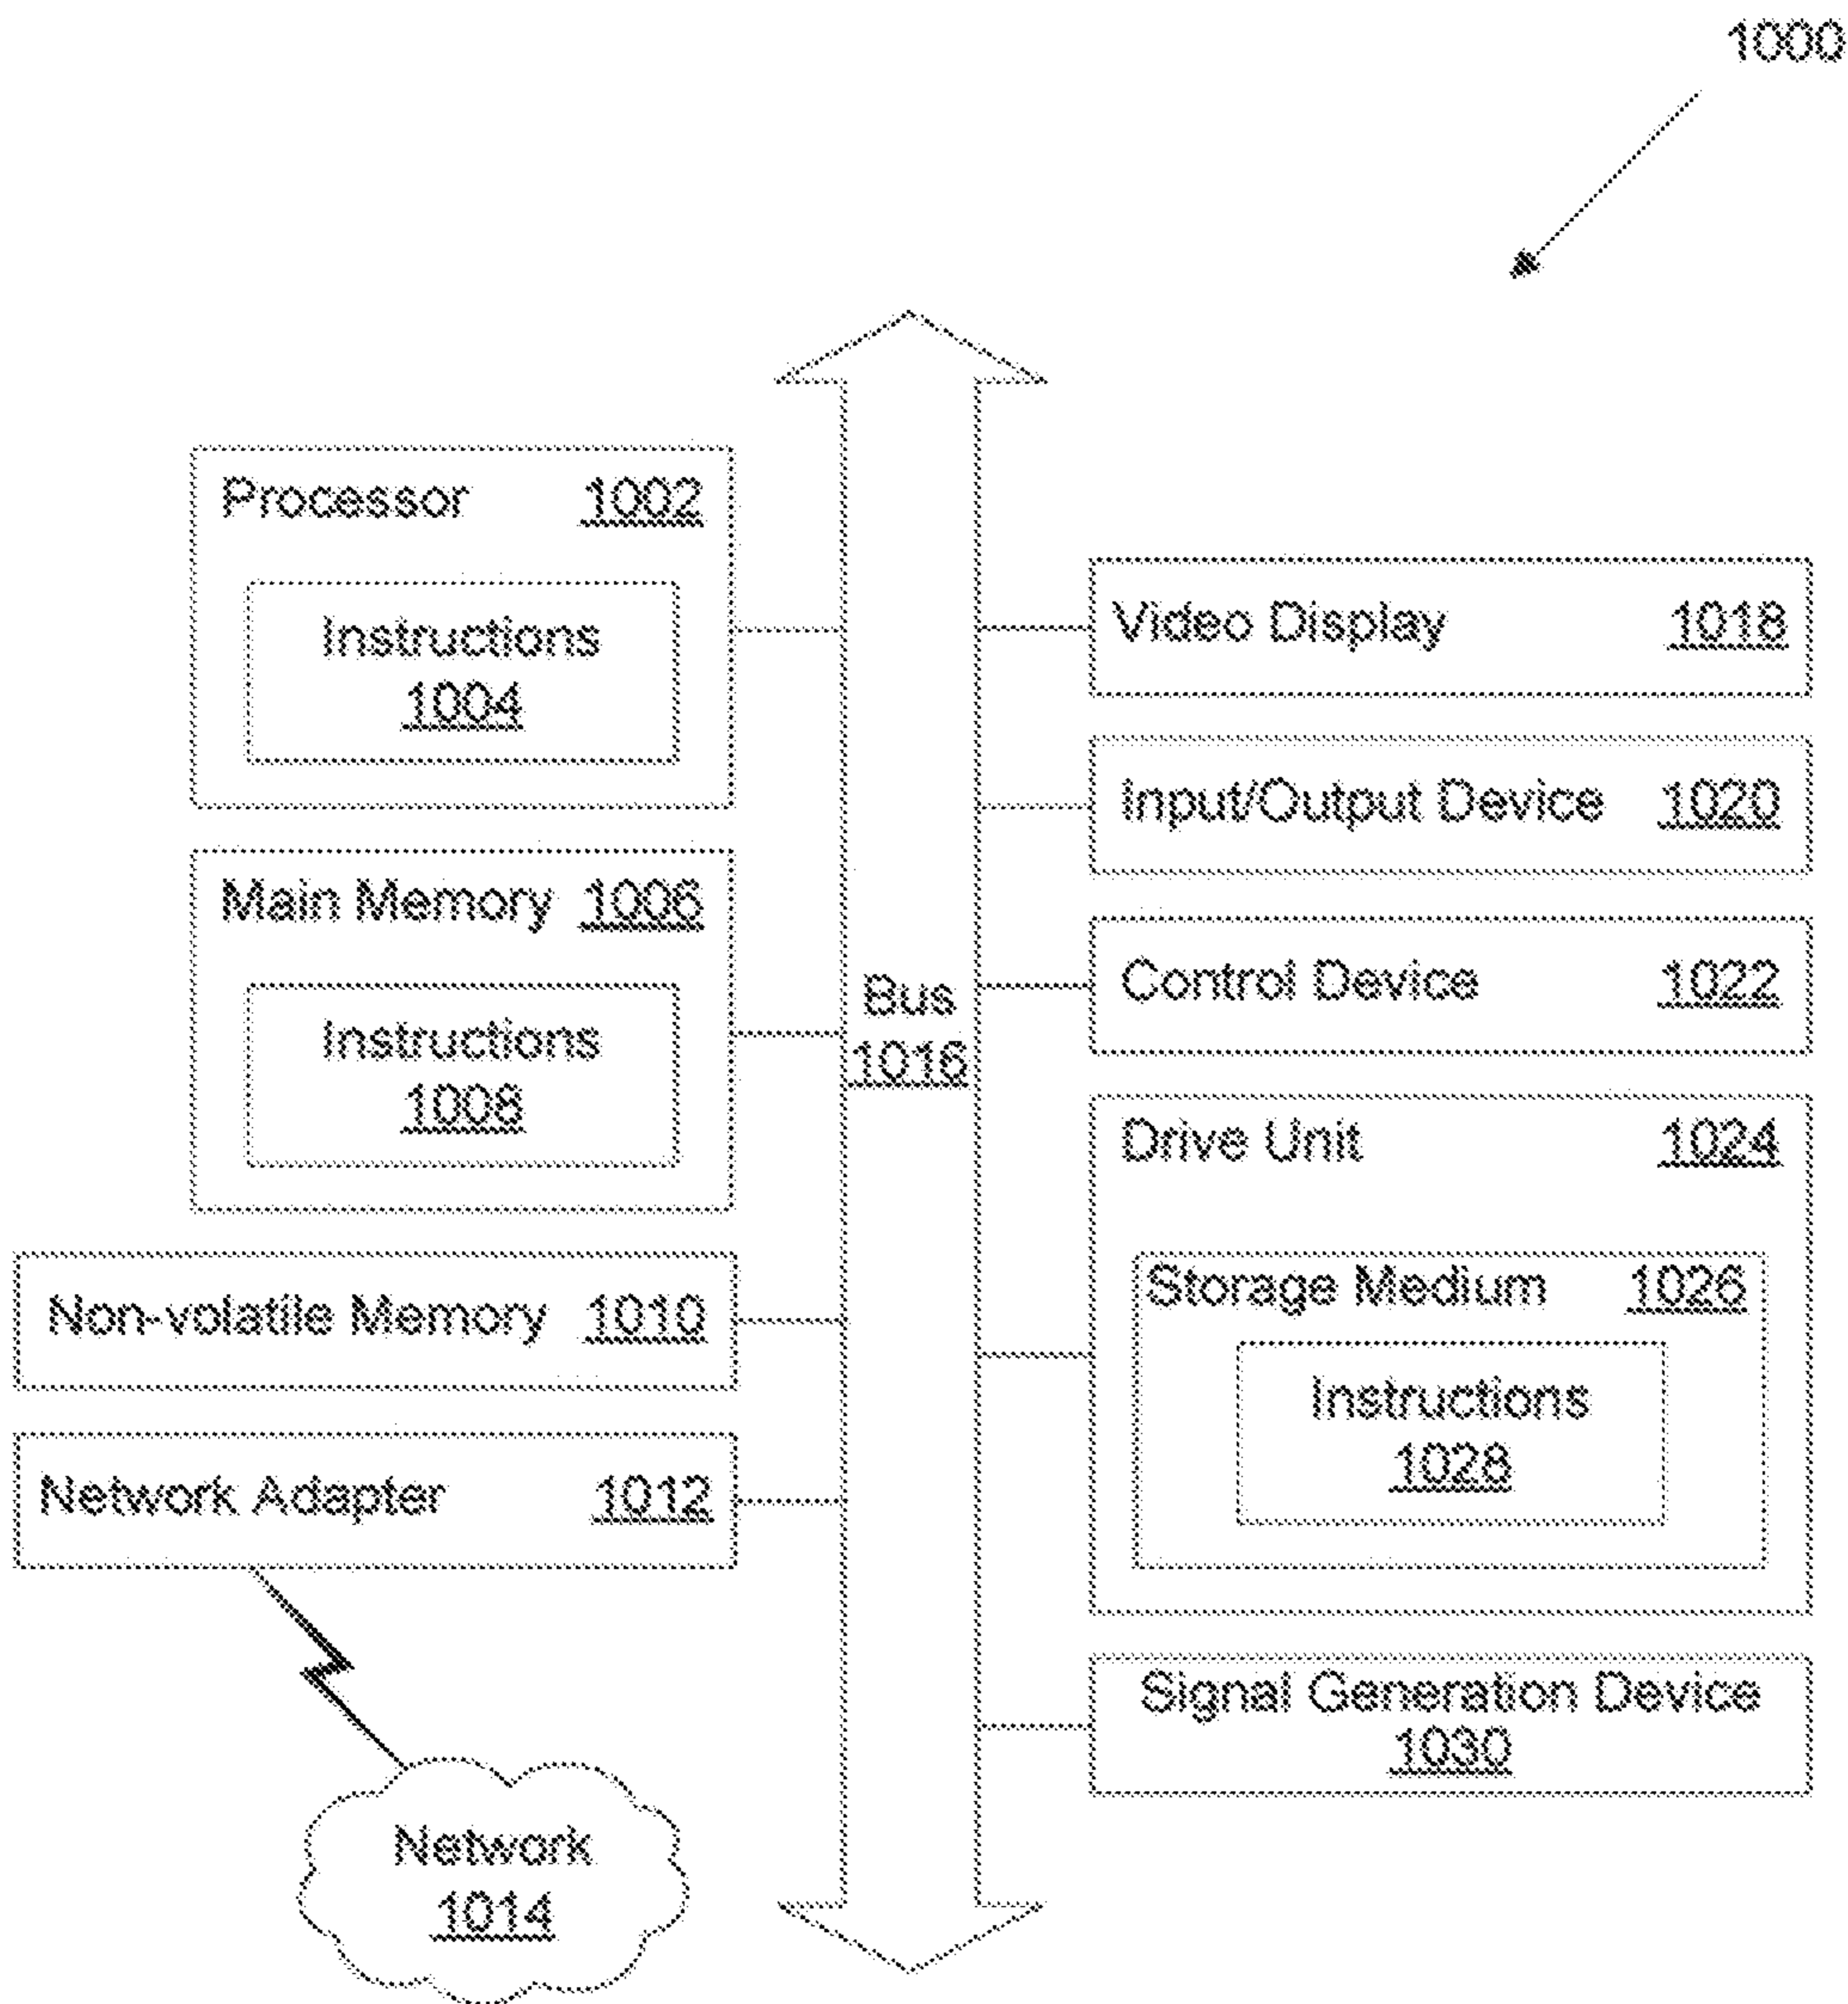 1000
Processor 1002
Instructions
1004
Main Memory 1006
Instructions
1008
Non-volatile Memory 1010
Network Adapter 1012
Network
1014
Bus
1016
Video Display 1018
Input/Output Device 1020
Control Device 1022
Drive Unit 1024
Storage Medium 1026
Instructions
1028
Signal Generation Device
1030